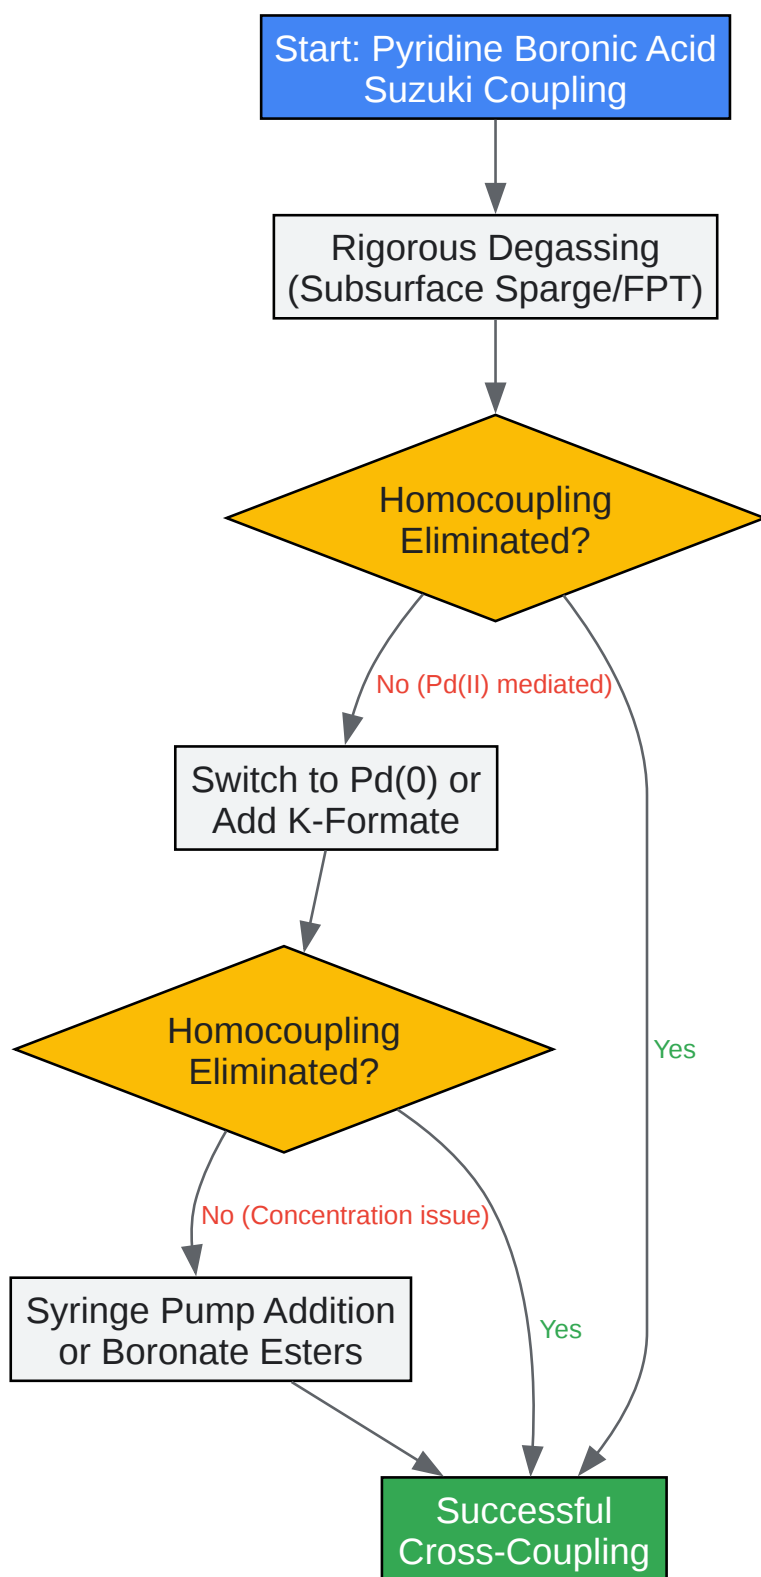 Start: Pyridine Boronic Acid
Suzuki Coupling
Rigorous Degassing
(Subsurface Sparge/FPT)
Homocoupling
Eliminated?
No (Pd(II) mediated)
Switch to Pd(0) or
Add K-Formate
Homocoupling
Eliminated?
Yes
No (Concentration issue)
Syringe Pump Addition
or Boronate Esters
Yes
Successful
Cross-Coupling